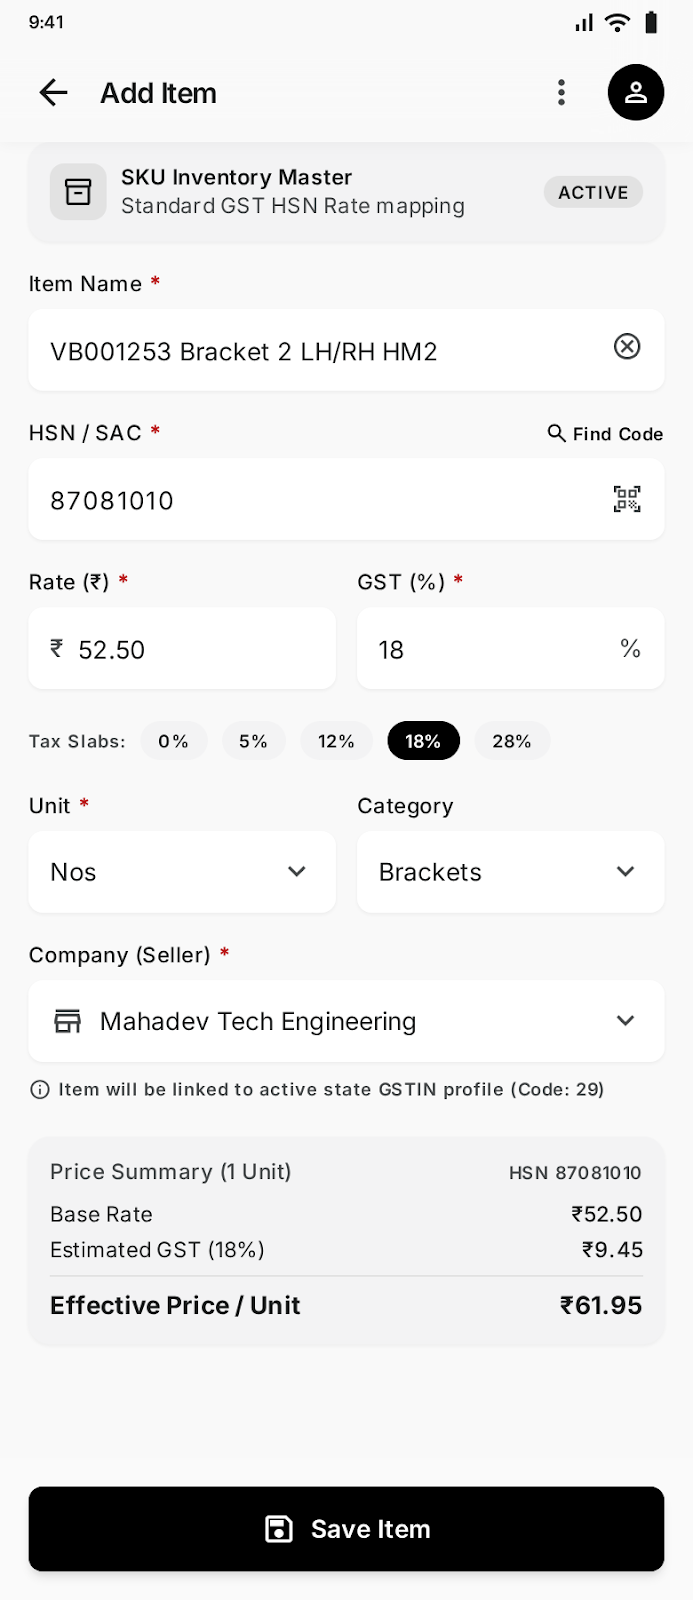 9:41
Add Item
SKU Inventory Master
Standard GST HSN Rate mapping
ACTIVE
Item Name *
VB001253 Bracket 2 LH/RH HM2
HSN / SAC *
Find Code
87081010
Rate (₹) *
GST (%) *
₹ 52.50
18 %
Tax Slabs: 0% 5% 12% 18% 28%
Unit *
Category
Nos
Brackets
Company (Seller) *
Mahadev Tech Engineering
Item will be linked to active state GSTIN profile (Code: 29)
Price Summary (1 Unit) HSN 87081010
Base Rate ₹52.50
Estimated GST (18%) ₹9.45
Effective Price / Unit ₹61.95
Save Item